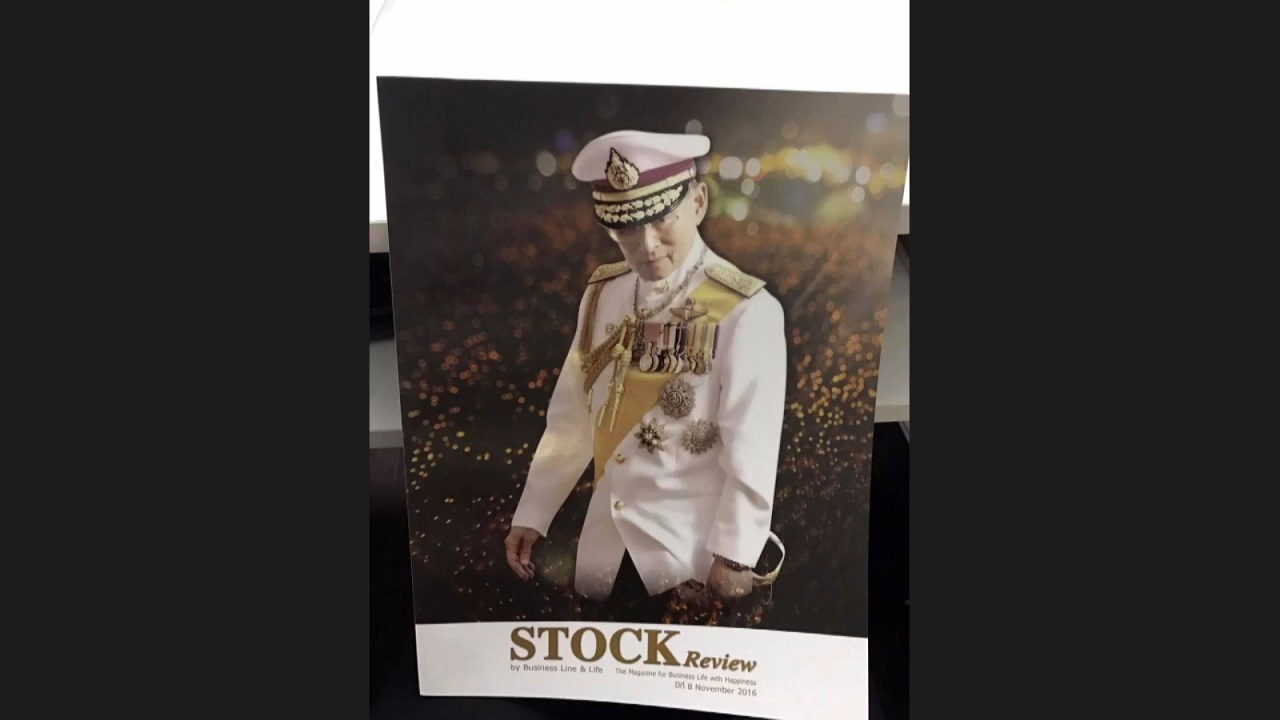 STOCK Review
by Business Line & Life The Magazine for Business Life with Happiness
ปีที่ 8 November 2016